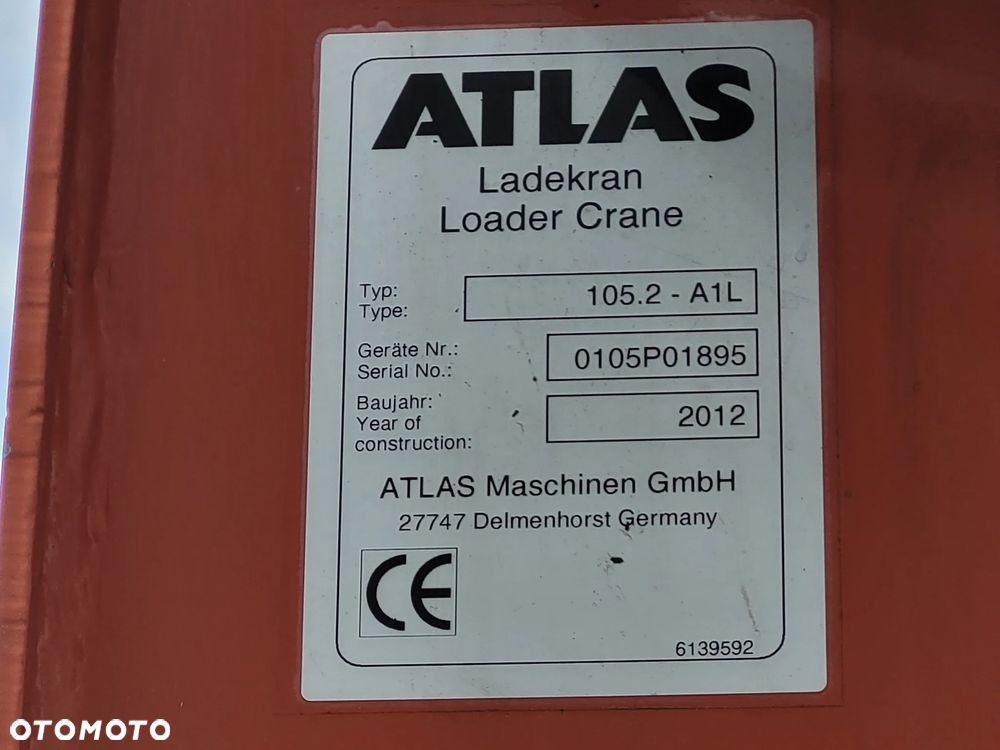 ATLAS
Ladekran
Loader Crane
Typ:
Type:
105.2 - A1L
Geräte Nr.:
Serial No.:
0105P01895
Baujahr:
Year of
construction:
2012
ATLAS Maschinen GmbH
27747 Delmenhorst Germany
CE
6139592
OTOMOTO